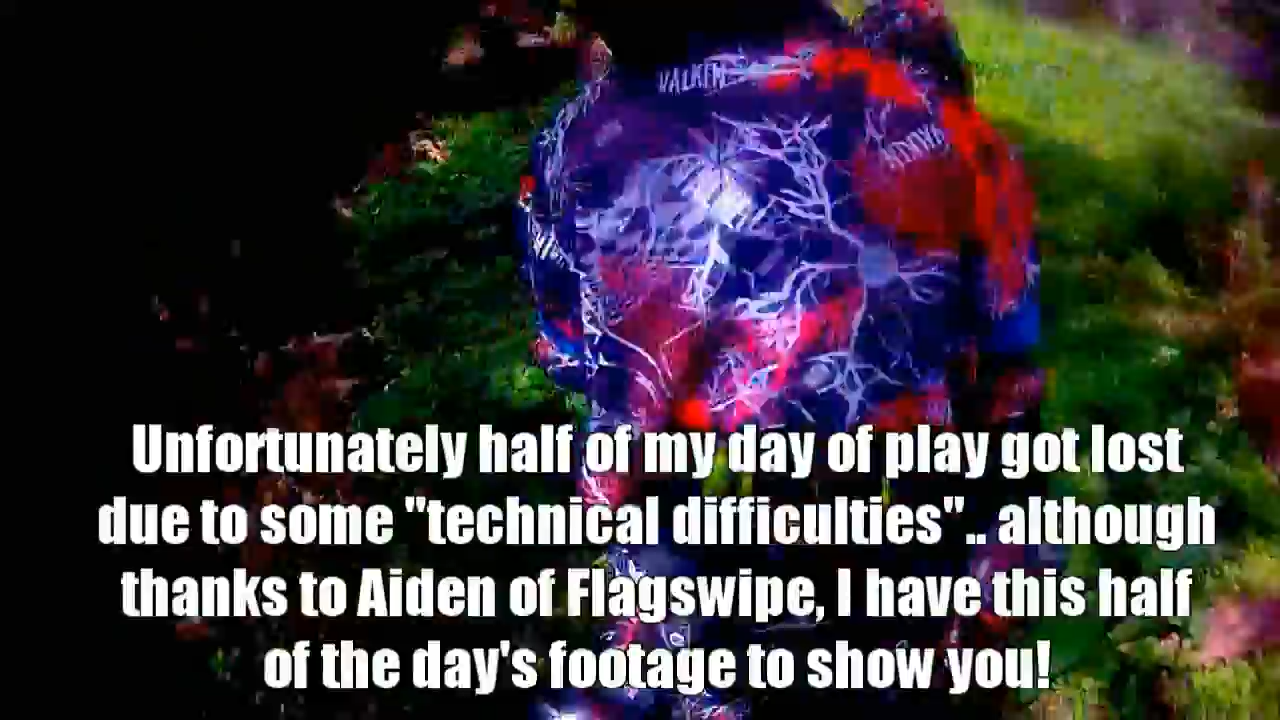 Unfortunately half of my day of play got lost
due to some "technical difficulties".. although
thanks to Aiden of Flagswipe, I have this half
of the day's footage to show you!